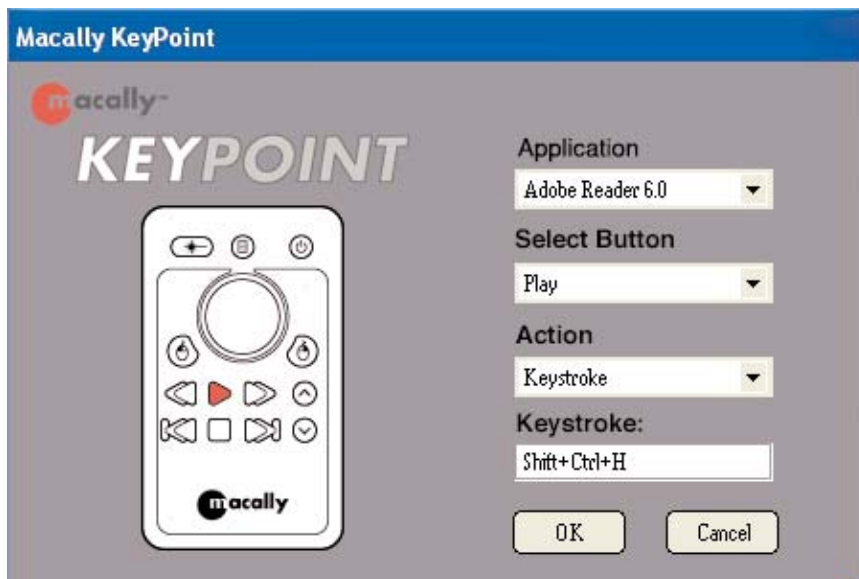 Macally KeyPoint
macally™
KEYPOINT
Application
Adobe Reader 6.0
Select Button
Play
Action
Keystroke
Keystroke:
Shift+Ctrl+H
OK Cancel
macally